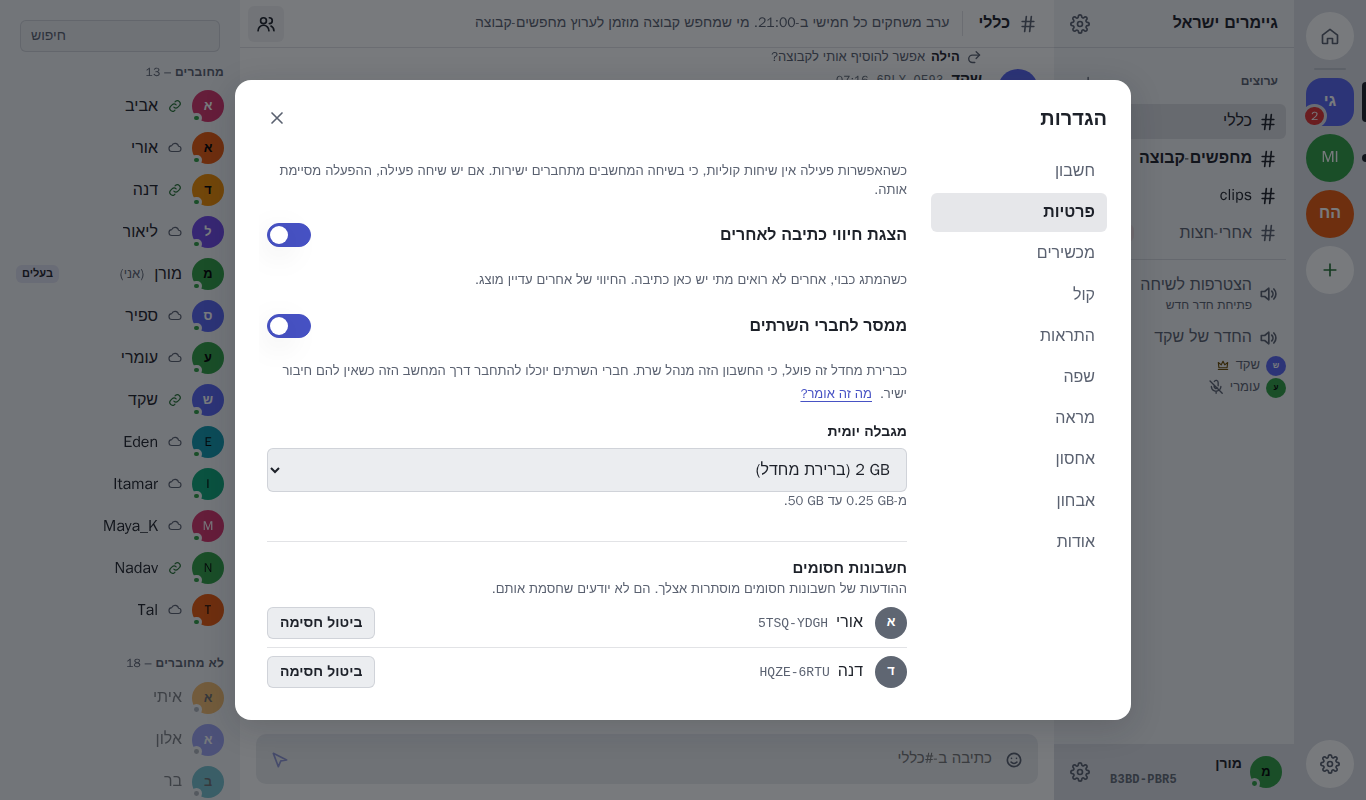 גיימרים ישראל
ערוצים
כללי
מחפשים-קבוצה
clips
אחרי-חצות
הצטרפות לשיחה
פתיחת חדר חדש
החדר של שקד
ש שקד
ע עומרי
מ מורן
B3BD-PBR5
גי
2
MI
הח
# כללי
ערב משחקים כל חמישי ב-21:00. מי שמחפש קבוצה מוזמן לערוץ מחפשים-קבוצה
הילה אפשר להוסיף אותי לקבוצה?
כתיבה ב-#כללי
הגדרות
חשבון
פרטיות
מכשירים
קול
התראות
שפה
מראה
אחסון
אבחון
אודות
כשהאפשרות פעילה אין שיחות קוליות, כי בשיחה המחשבים מתחברים ישירות. אם יש שיחה פעילה, ההפעלה מסיימת
אותה.
הצגת חיווי כתיבה לאחרים
כשהמתג כבוי, אחרים לא רואים מתי יש כאן כתיבה. החיווי של אחרים עדיין מוצג.
ממסר לחברי השרתים
כברירת מחדל זה פועל, כי החשבון הזה מנהל שרת. חברי השרתים יוכלו להתחבר דרך המחשב הזה כשאין להם חיבור
ישיר. מה זה אומר?
מגבלה יומית
2 GB (ברירת מחדל)
מ-0.25 GB עד 50 GB.
חשבונות חסומים
ההודעות של חשבונות חסומים מוסתרות אצלך. הם לא יודעים שחסמת אותם.
א אורי 5TSQ-YDGH ביטול חסימה
ד דנה HQZE-6RTU ביטול חסימה
חיפוש
מחוברים – 13
א אביב
א אורי
ד דנה
ל ליאור
מ מורן (אני) בעלים
ס ספיר
ע עומרי
ש שקד
E Eden
I Itamar
M Maya_K
N Nadav
T Tal
לא מחוברים – 18
א איתי
א אלון
ב בר